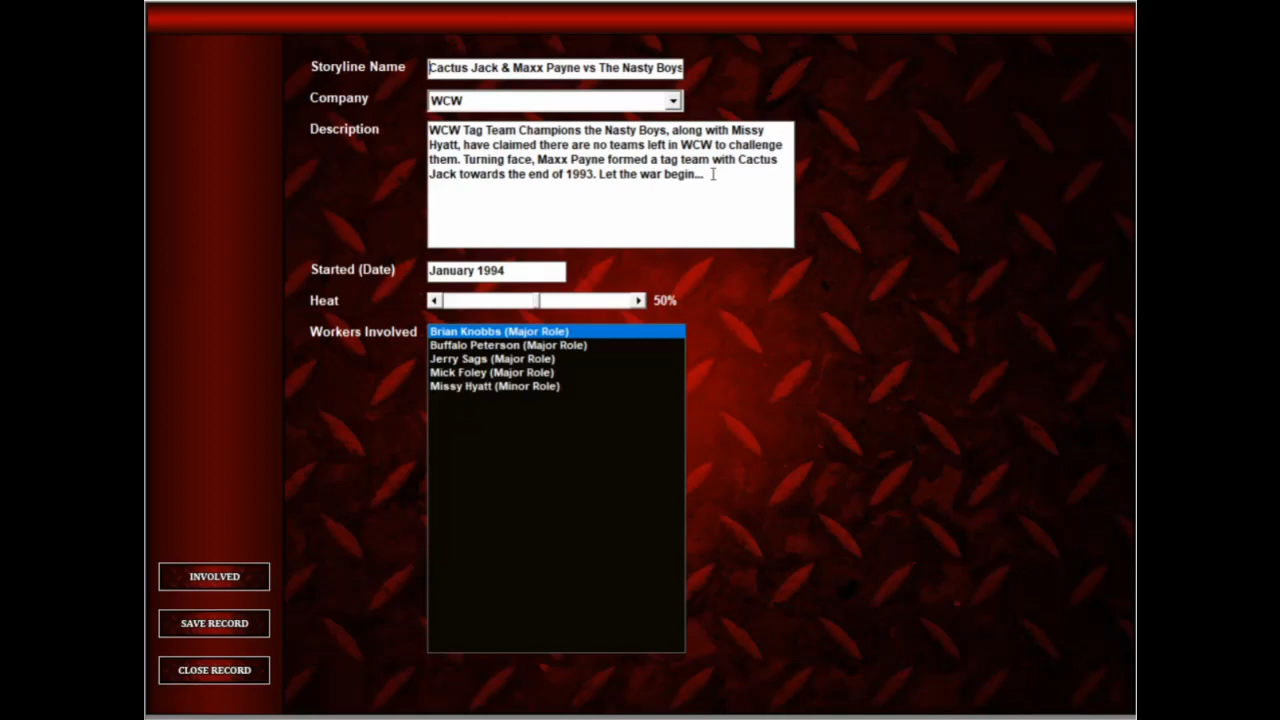 Storyline Name Cactus Jack & Maxx Payne vs The Nasty Boys
Company WCW
Description WCW Tag Team Champions the Nasty Boys, along with Missy
Hyatt, have claimed there are no teams left in WCW to challenge
them. Turning face, Maxx Payne formed a tag team with Cactus
Jack towards the end of 1993. Let the war begin...
Started (Date) January 1994
Heat 50%
Workers Involved Brian Knobbs (Major Role)
Buffalo Peterson (Major Role)
Jerry Sags (Major Role)
Mick Foley (Major Role)
Missy Hyatt (Minor Role)
INVOLVED
SAVE RECORD
CLOSE RECORD